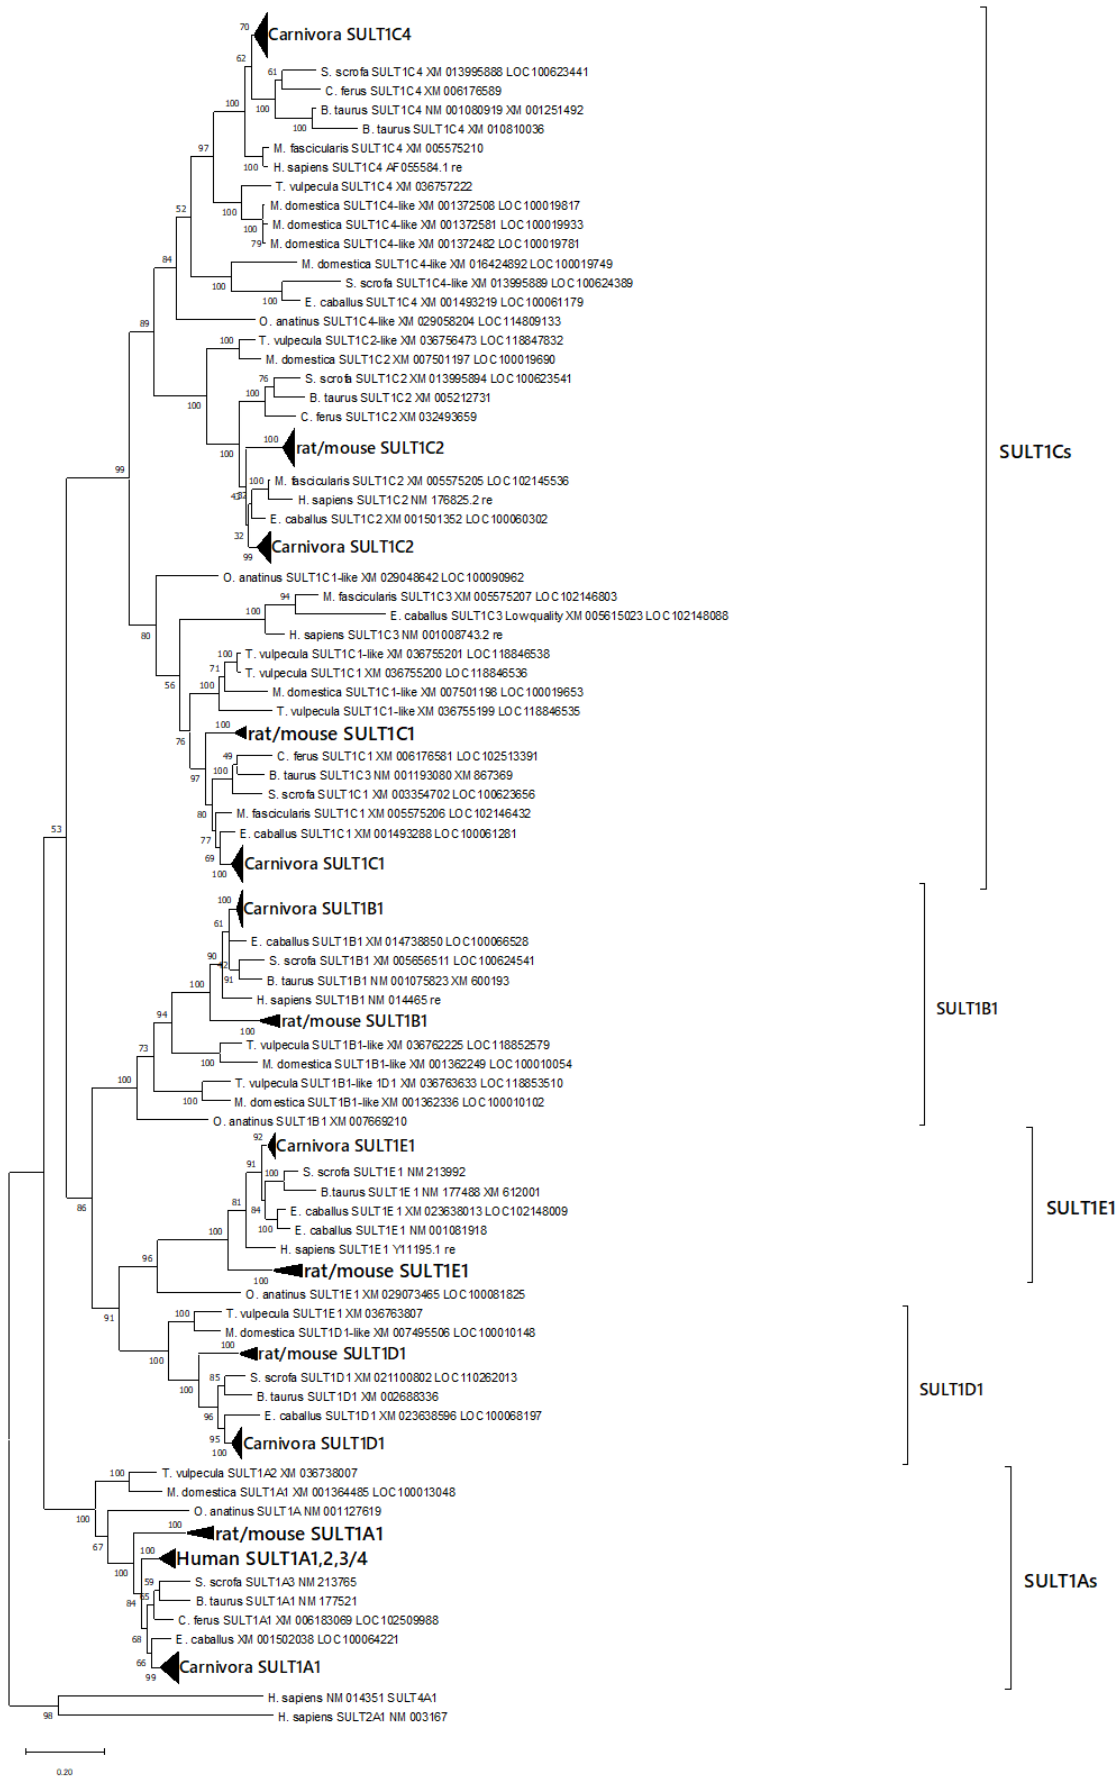 70
Carnivora SULT1C4
62
61
S. scrofa SULT1C4 XM 013995888 LOC100623441
C. ferus SULT1C4 XM 006176589
100
100
B. taurus SULT1C4 NM 001080919 XM 001251492
100
B. taurus SULT1C4 XM 010810036
97
M. fascicularis SULT1C4 XM 005575210
100
H. sapiens SULT1C4 AF055584.1 re
T. vulpecula SULT1C4 XM 036757222
100
M. domestica SULT1C4-like XM 001372508 LOC100019817
52
100
M. domestica SULT1C4-like XM 001372581 LOC100019933
79
M. domestica SULT1C4-like XM 001372482 LOC100019781
84
M. domestica SULT1C4-like XM 016424892 LOC100019749
100
S. scrofa SULT1C4-like XM 013995889 LOC100624389
100
E. caballus SULT1C4 XM 001493219 LOC100061179
89
O. anatinus SULT1C4-like XM 029058204 LOC114809133
100
T. vulpecula SULT1C2-like XM 036756473 LOC118847832
M. domestica SULT1C2 XM 007501197 LOC100019690
76
S. scrofa SULT1C2 XM 013995894 LOC100623541
100
100
B. taurus SULT1C2 XM 005212731
C. ferus SULT1C2 XM 032493659
100
100
rat/mouse SULT1C2
SULT1Cs
99
100
M. fascicularis SULT1C2 XM 005575205 LOC102145536
43
H. sapiens SULT1C2 NM 176825.2 re
E. caballus SULT1C2 XM 001501352 LOC100060302
32
Carnivora SULT1C2
99
O. anatinus SULT1C1-like XM 029048642 LOC100090962
94
M. fascicularis SULT1C3 XM 005575207 LOC102146803
100
E. caballus SULT1C3 Lowquality XM 005615023 LOC102148088
80
H. sapiens SULT1C3 NM 001008743.2 re
100
T. vulpecula SULT1C1-like XM 036755201 LOC118846538
71
T. vulpecula SULT1C1 XM 036755200 LOC118846536
56
100
M. domestica SULT1C1-like XM 007501198 LOC100019653
T. vulpecula SULT1C1-like XM 036755199 LOC118846535
100
rat/mouse SULT1C1
76
49
C. ferus SULT1C1 XM 006176581 LOC102513391
97
100
B. taurus SULT1C3 NM 001193080 XM 867369
S. scrofa SULT1C1 XM 003354702 LOC100623656
80
M. fascicularis SULT1C1 XM 005575206 LOC102146432
53
77
E. caballus SULT1C1 XM 001493288 LOC100061281
69
Carnivora SULT1C1
100
100
Carnivora SULT1B1
61
E. caballus SULT1B1 XM 014738850 LOC100066528
90
S. scrofa SULT1B1 XM 005656511 LOC100624541
91
B. taurus SULT1B1 NM 001075823 XM 600193
100
H. sapiens SULT1B1 NM 014465 re
SULT1B1
94
rat/mouse SULT1B1
100
T. vulpecula SULT1B1-like XM 036762225 LOC118852579
73
100
M. domestica SULT1B1-like XM 001362249 LOC100010054
100
T. vulpecula SULT1B1-like 1D1 XM 036763633 LOC118853510
100
M. domestica SULT1B1-like XM 001362336 LOC100010102
O. anatinus SULT1B1 XM 007669210
92
Carnivora SULT1E1
91
100
S. scrofa SULT1E1 NM 213992
B.taurus SULT1E1 NM 177488 XM 612001
81
84
E. caballus SULT1E1 XM 023638013 LOC102148009
SULT1E1
86
100
100
E. caballus SULT1E1 NM 001081918
H. sapiens SULT1E1 Y11195.1 re
96
rat/mouse SULT1E1
100
O. anatinus SULT1E1 XM 029073465 LOC100081825
91
100
T. vulpecula SULT1E1 XM 036763807
M. domestica SULT1D1-like XM 007495506 LOC100010148
100
100
rat/mouse SULT1D1
100
85
S. scrofa SULT1D1 XM 021100802 LOC110262013
SULT1D1
B. taurus SULT1D1 XM 002688336
96
E. caballus SULT1D1 XM 023638596 LOC100068197
95
Carnivora SULT1D1
100
100
T. vulpecula SULT1A2 XM 036738007
M. domestica SULT1A1 XM 001364485 LOC100013048
100
O. anatinus SULT1A NM 001127619
67
100
rat/mouse SULT1A1
100
100
Human SULT1A1,2,3/4
59
S. scrofa SULT1A3 NM 213765
SULT1As
84
65
B. taurus SULT1A1 NM 177521
C. ferus SULT1A1 XM 006183069 LOC102509988
68
E. caballus XM 001502038 LOC100064221
66
Carnivora SULT1A1
99
H. sapiens NM 014351 SULT4A1
98
H. sapiens SULT2A1 NM 003167
0.20